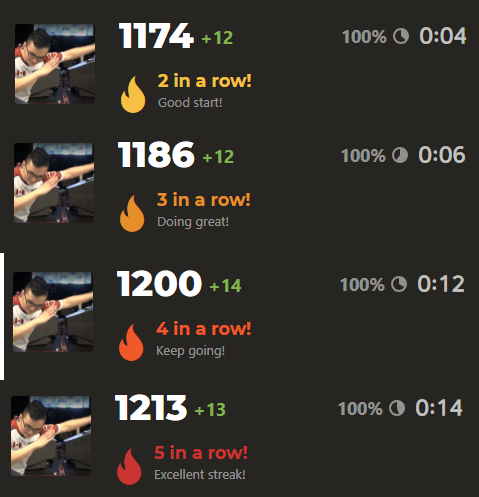 1174 +12 100% 0:04
2 in a row!
Good start!
1186 +12 100% 0:06
3 in a row!
Doing great!
1200 +14 100% 0:12
4 in a row!
Keep going!
1213 +13 100% 0:14
5 in a row!
Excellent streak!